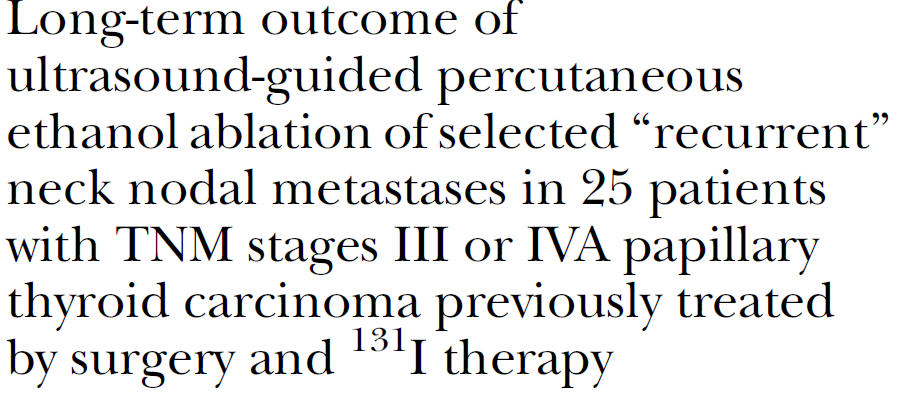 Long-term outcome of
ultrasound-guided percutaneous
ethanol ablation of selected “recurrent”
neck nodal metastases in 25 patients
with TNM stages III or IVA papillary
thyroid carcinoma previously treated
by surgery and ¹³¹I therapy